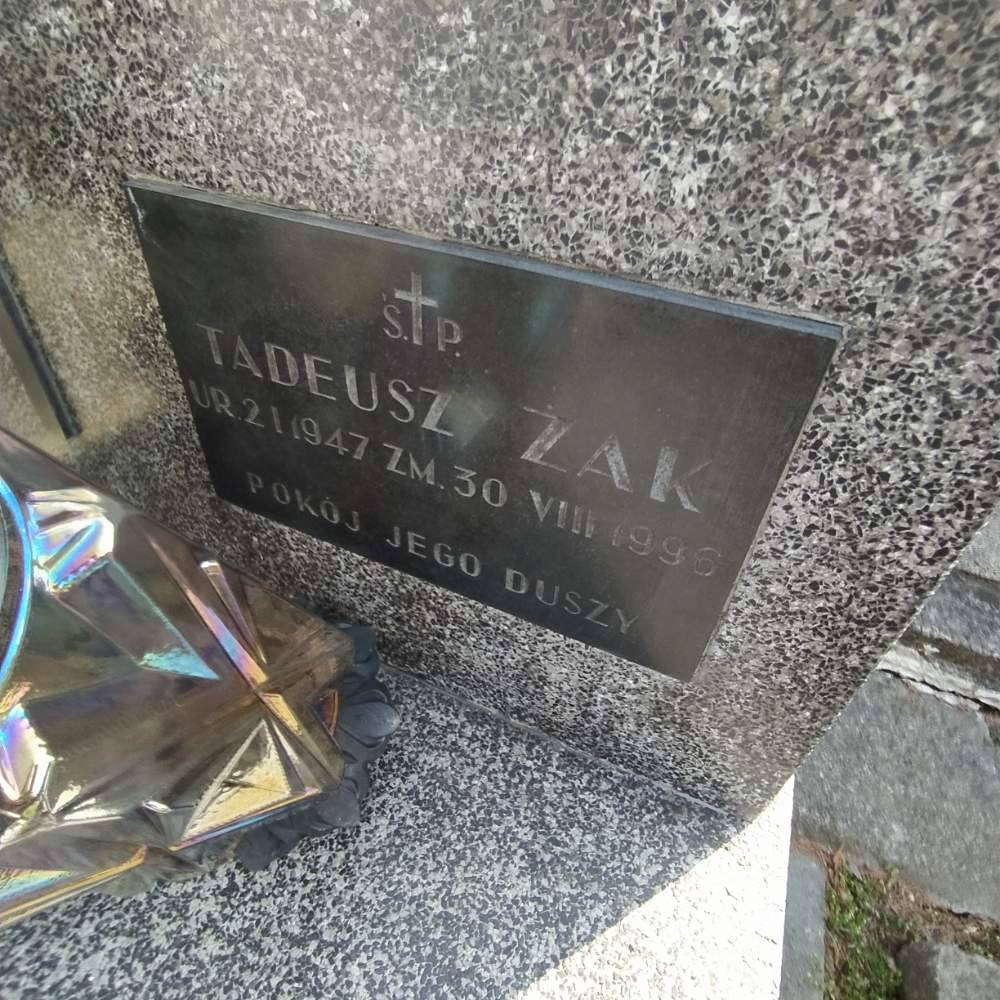 Ś.P.
TADEUSZ ŻAK
UR. 2 I 1947 ZM. 30 VIII 1996
POKÓJ JEGO DUSZY